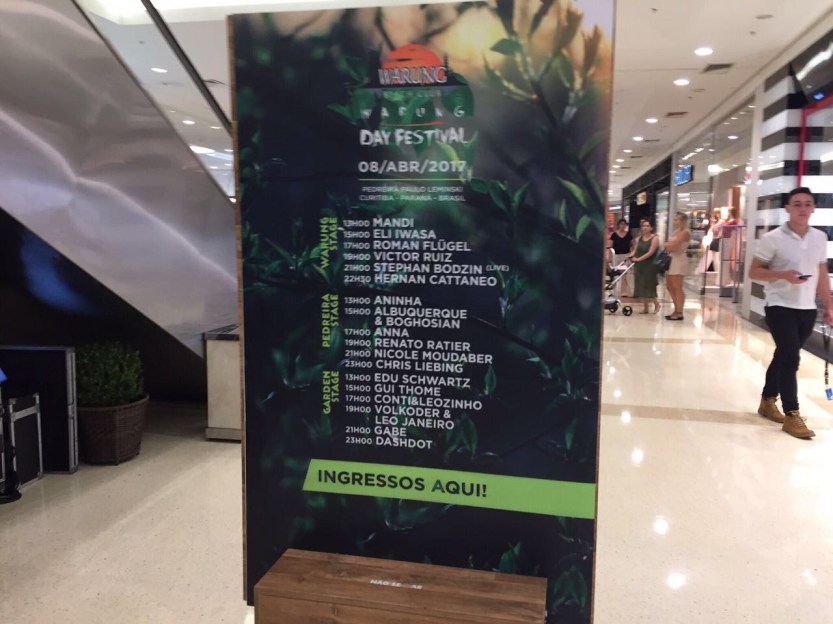 WARUNG
BEACH CLUB
WARUNG
DAY FESTIVAL
08/ABR/2017
PEDREIRA PAULO LEMINSKI
CURITIBA - PARANÁ - BRASIL
WARUNG STAGE
13H00 MANDI
15H00 ELI IWASA
17H00 ROMAN FLÜGEL
19H00 VICTOR RUIZ
21H00 STEPHAN BODZIN (LIVE)
22H30 HERNAN CATTANEO
PEDREIRA STAGE
13H00 ANINHA
15H00 ALBUQUERQUE
& BOGHOSIAN
17H00 ANNA
19H00 RENATO RATIER
21H00 NICOLE MOUDABER
23H00 CHRIS LIEBING
GARDEN STAGE
13H00 EDU SCHWARTZ
15H00 GUI THOME
17H00 CONTI&LEOZINHO
19H00 VOLKODER &
LEO JANEIRO
21H00 GABE
23H00 DASHDOT
INGRESSOS AQUI!